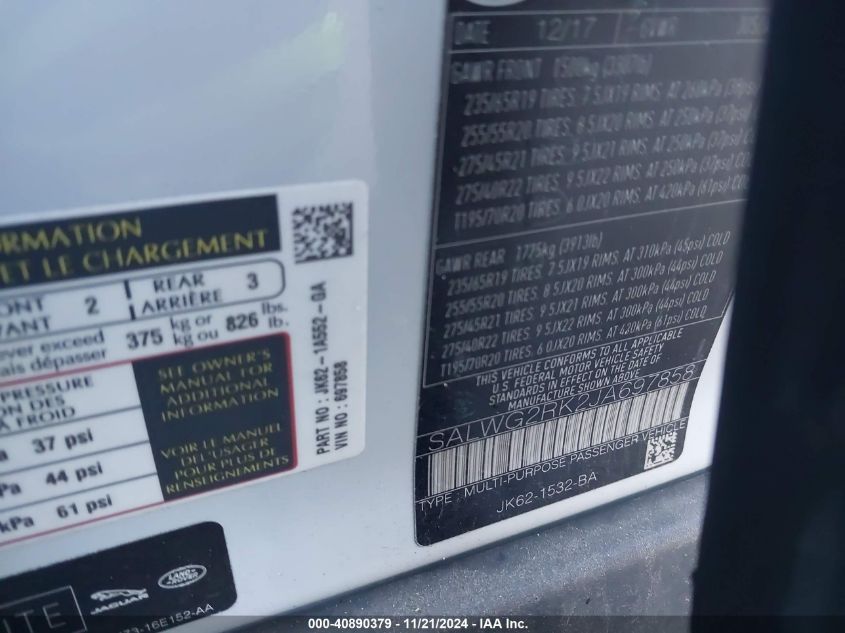 DATE 12/17 GVWR
GAWR FRONT 1500kg (3307lb)
235/65R19 TIRES, 7.5JX19 RIMS, AT 260kPa
255/55R20 TIRES, 8.5JX20 RIMS, AT 250kPa (37psi)
275/45R21 TIRES, 9.5JX21 RIMS, AT 250kPa (37psi) COLD
275/40R22 TIRES, 9.5JX22 RIMS, AT 250kPa (37psi) COLD
T195/70R20 TIRES, 6.0JX20 RIMS, AT 420kPa (61psi) COLD
GAWR REAR 1775kg (3913lb)
235/65R19 TIRES, 7.5JX19 RIMS, AT 310kPa (45psi) COLD
255/55R20 TIRES, 8.5JX20 RIMS, AT 300kPa (44psi) COLD
275/45R21 TIRES, 9.5JX21 RIMS, AT 300kPa (44psi) COLD
275/40R22 TIRES, 9.5JX22 RIMS, AT 300kPa (44psi) COLD
T195/70R20 TIRES, 6.0JX20 RIMS, AT 420kPa (61psi) COLD
THIS VEHICLE CONFORMS TO ALL APPLICABLE
U.S. FEDERAL MOTOR VEHICLE SAFETY
STANDARDS IN EFFECT ON THE DATE OF
MANUFACTURE SHOWN ABOVE
SALWG2RK2JA697858
TYPE: MULTI-PURPOSE PASSENGER VEHICLE
JK62-1532-BA
ET LE CHARGEMENT
2
REAR
ARRIÈRE
3
exceed
dépasser
375 kg or
kg ou 826 lbs.
lb.
PRESSURE
DES
FROID
37 psi
44 psi
kPa 61 psi
SEE OWNER'S
MANUAL FOR
ADDITIONAL
INFORMATION
VOIR LE MANUEL
DE L'USAGER
POUR PLUS DE
RENSEIGNEMENTS
PART NO : JK62-1A552-GA
VIN NO : 697858
JAGUAR
LAND ROVER
73-16E152-AA
000-40890379 - 11/21/2024 - IAA Inc.